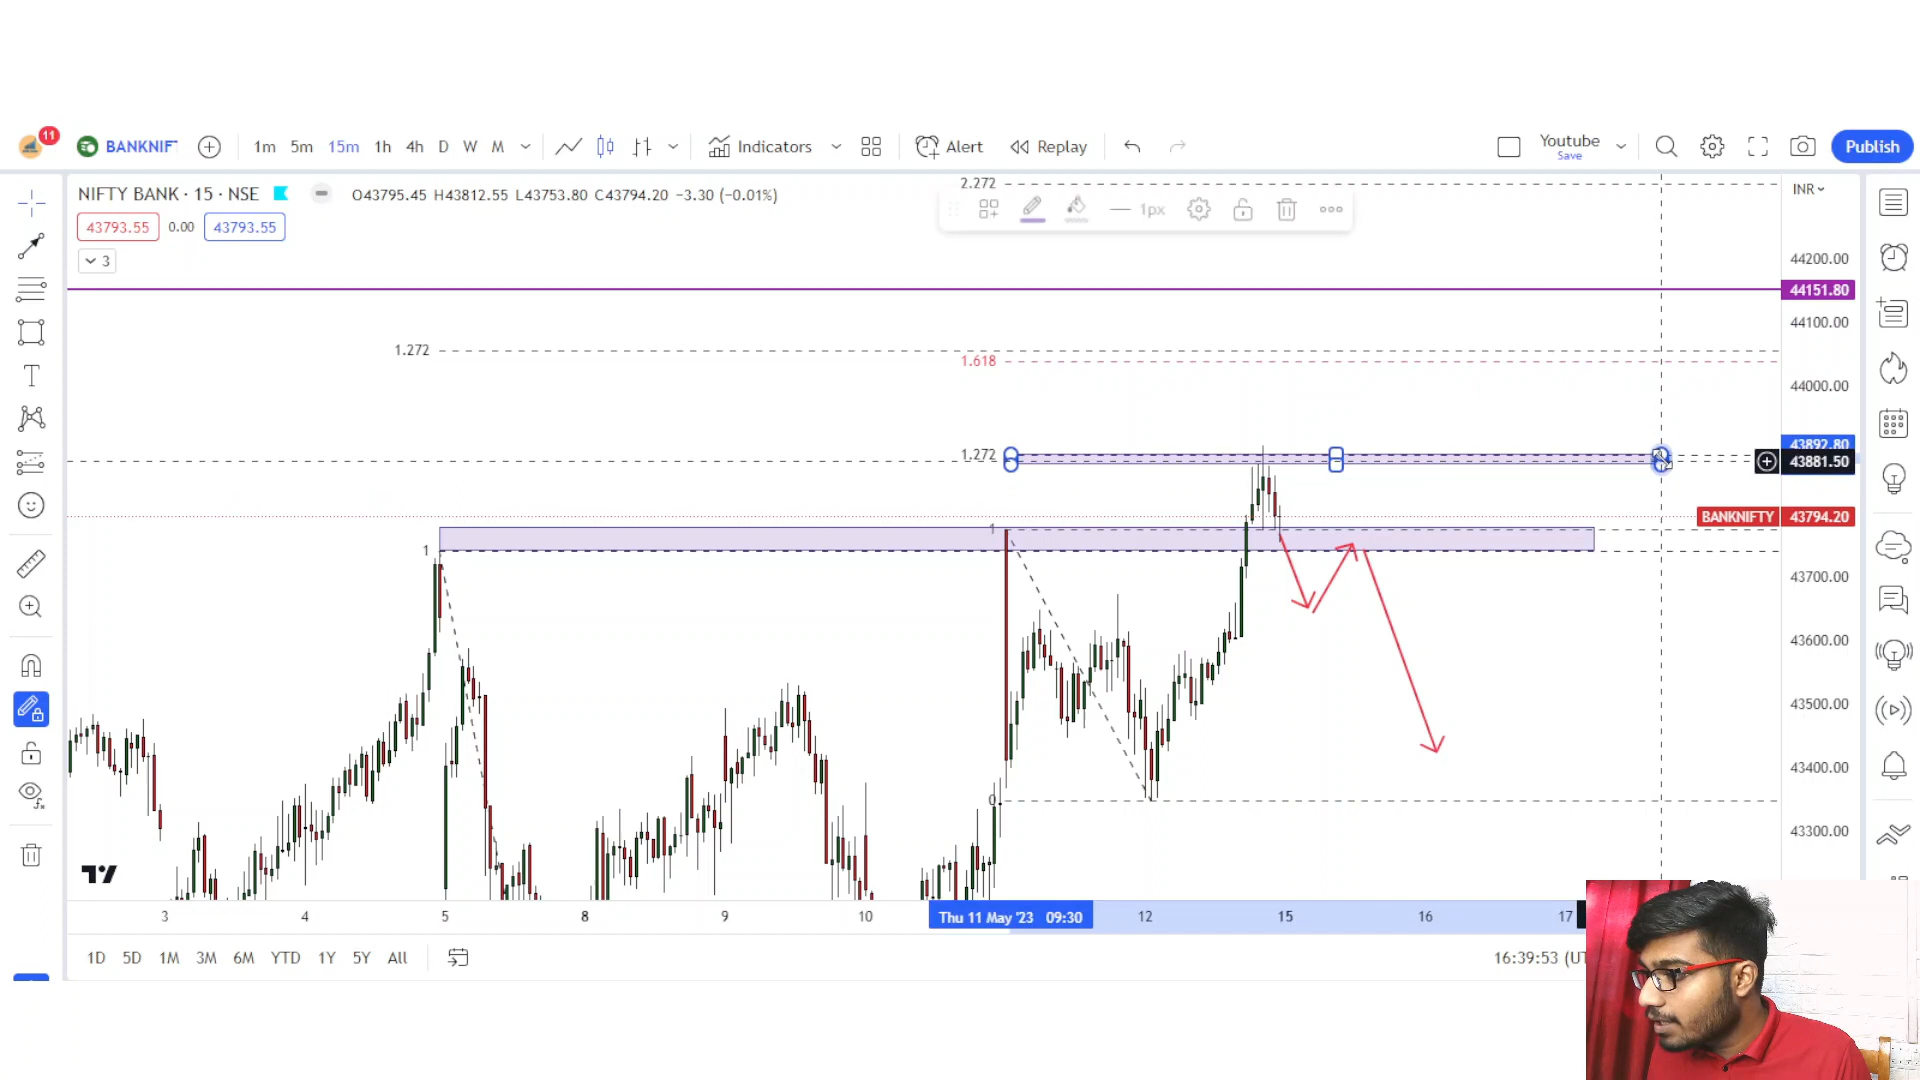 11
BANKNIF
1m 5m 15m 1h 4h D W M
Indicators
Alert
Replay
Youtube
Save
Publish
NIFTY BANK · 15 · NSE
O43795.45 H43812.55 L43753.80 C43794.20 −3.30 (−0.01%)
43793.55 0.00 43793.55
3
1px
INR
2.272
44200.00
44151.80
44100.00
1.272
1.618
44000.00
43892.80
1.272
43881.50
BANKNIFTY 43794.20
1
1
43700.00
43600.00
43500.00
43400.00
0
43300.00
3 4 5 8 9 10 Thu 11 May '23 09:30 12 15 16 17
1D 5D 1M 3M 6M YTD 1Y 5Y All
16:39:53 (UT